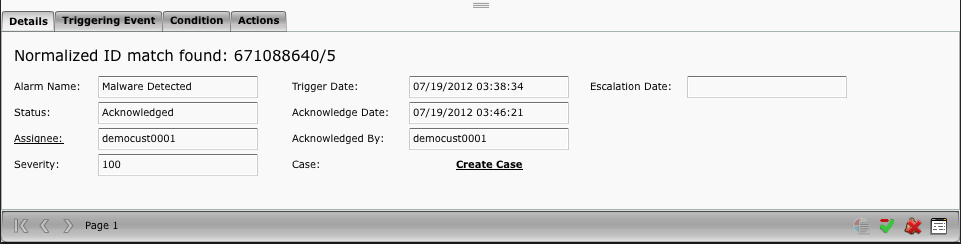 Details Triggering Event Condition Actions
Normalized ID match found: 671088640/5
Alarm Name: Malware Detected Trigger Date: 07/19/2012 03:38:34 Escalation Date:
Status: Acknowledged Acknowledge Date: 07/19/2012 03:46:21
Assignee: democust0001 Acknowledged By: democust0001
Severity: 100 Case: Create Case
Page 1